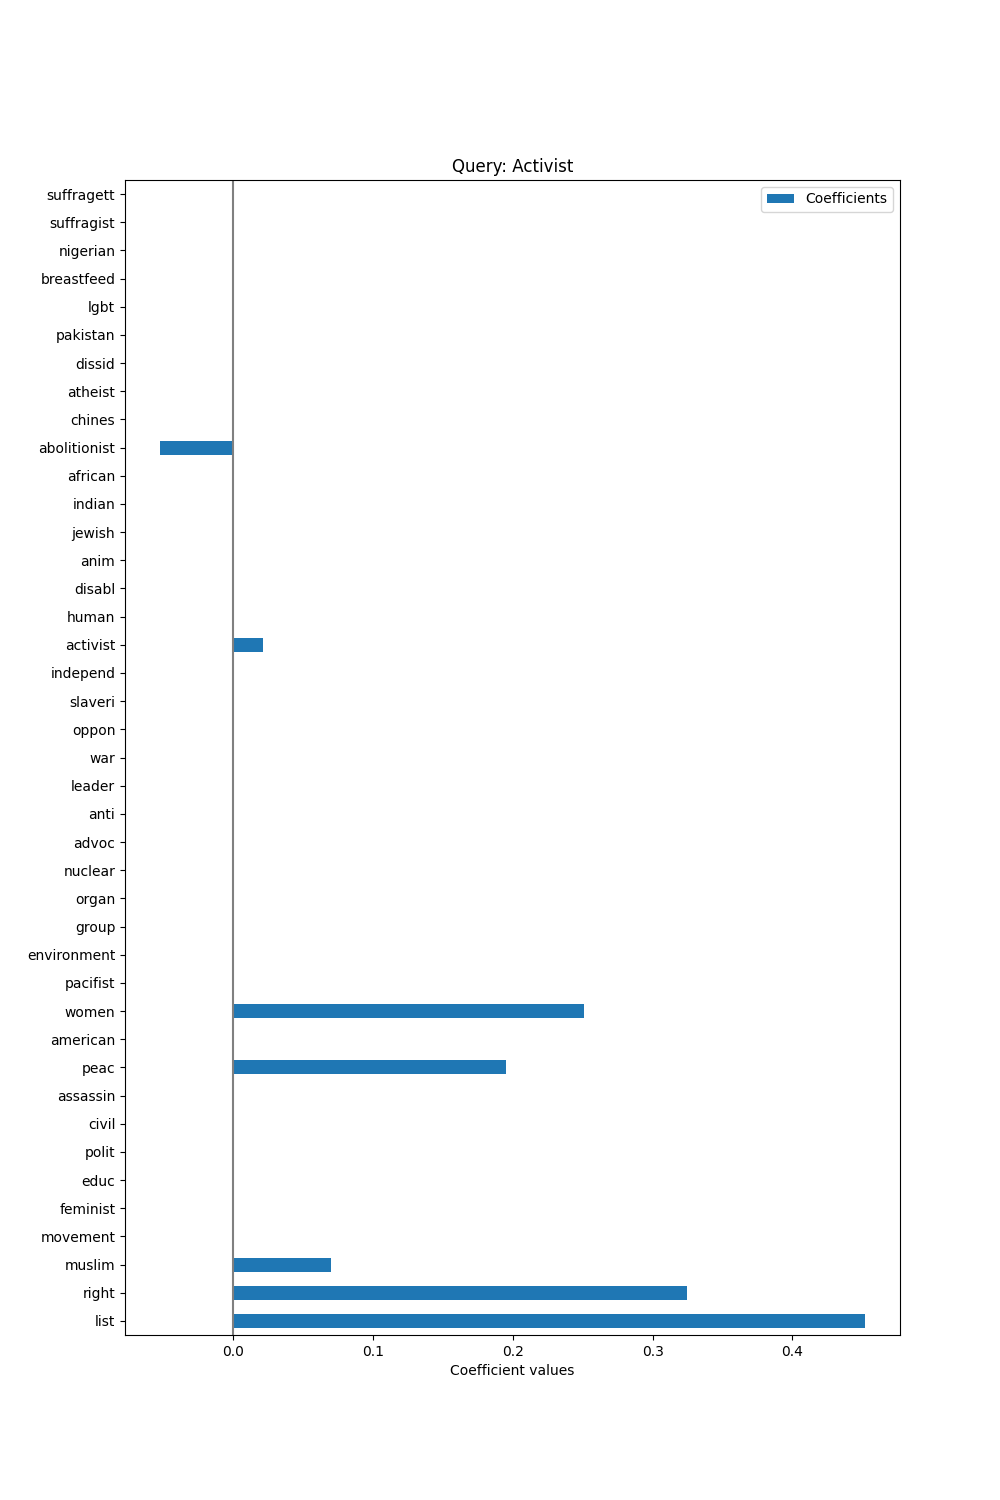 Query: Activist
Coefficients
suffragett
suffragist
nigerian
breastfeed
lgbt
pakistan
dissid
atheist
chines
abolitionist
african
indian
jewish
anim
disabl
human
activist
independ
slaveri
oppon
war
leader
anti
advoc
nuclear
organ
group
environment
pacifist
women
american
peac
assassin
civil
polit
educ
feminist
movement
muslim
right
list
0.0 0.1 0.2 0.3 0.4
Coefficient values